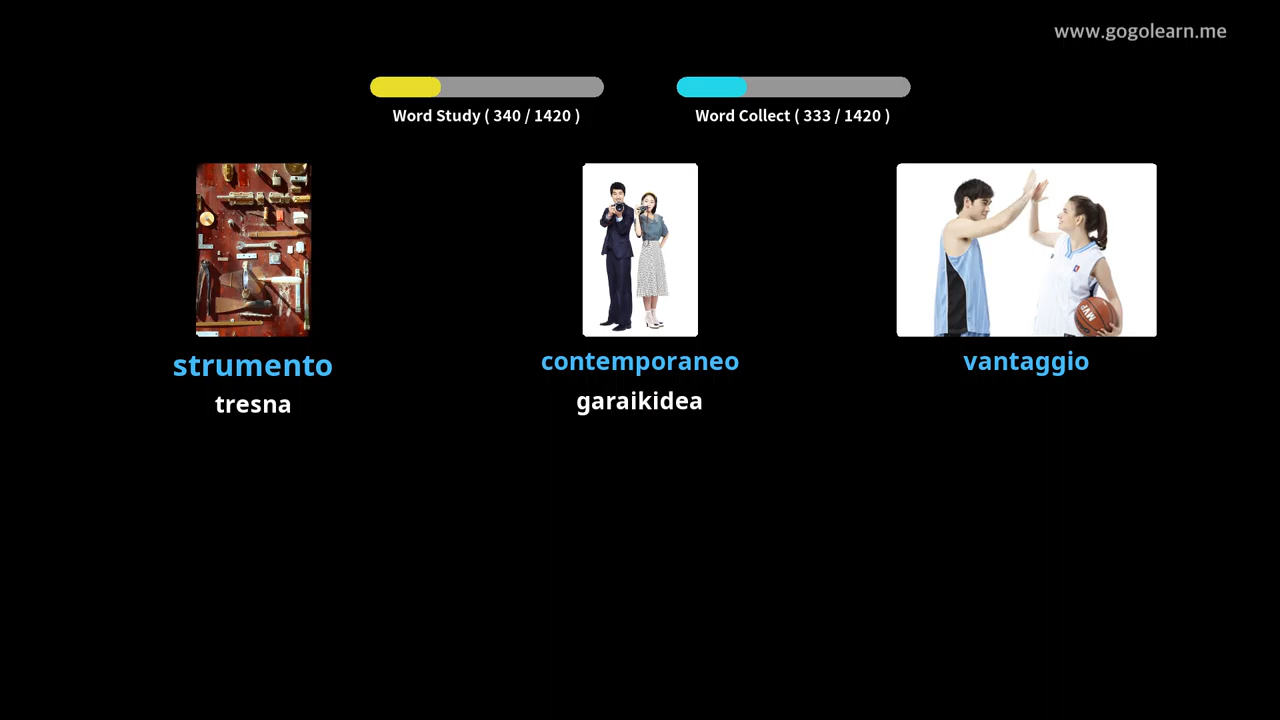 www.gogolearn.me
Word Study ( 340 / 1420 )
Word Collect ( 333 / 1420 )
strumento
tresna
contemporaneo
garaikidea
vantaggio